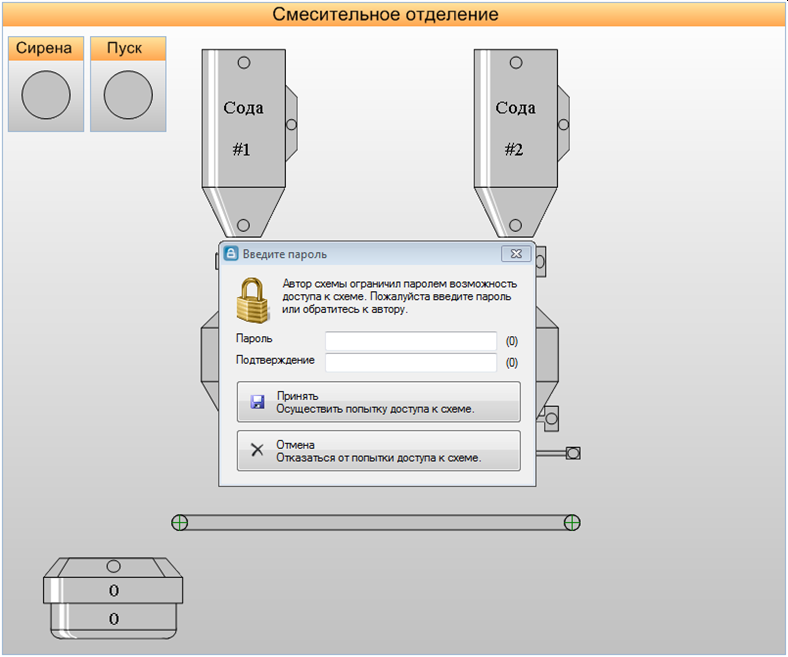 Смесительное отделение
Сирена
Пуск
Сода
#1
Сода
#2
Введите пароль
Автор схемы ограничил паролем возможность
доступа к схеме. Пожалуйста введите пароль
или обратитесь к автору.
Пароль
(0)
Подтверждение
(0)
Принять
Осуществить попытку доступа к схеме.
Отмена
Отказаться от попытки доступа к схеме.
0
0